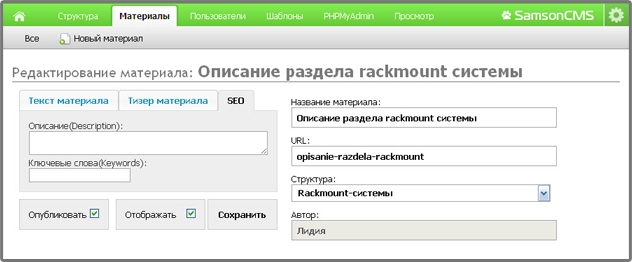 Структура Материалы Пользователи Шаблоны PHPMyAdmin Просмотр SamsonCMS
Все Новый материал
Редактирование материала: Описание раздела rackmount системы
Текст материала Тизер материала SEO
Описание(Description):
Ключевые слова(Keywords):
Опубликовать Отображать Сохранить
Название материала:
Описание раздела rackmount системы
URL:
opisanie-razdela-rackmount
Структура:
Rackmount-системы
Автор:
Лидия